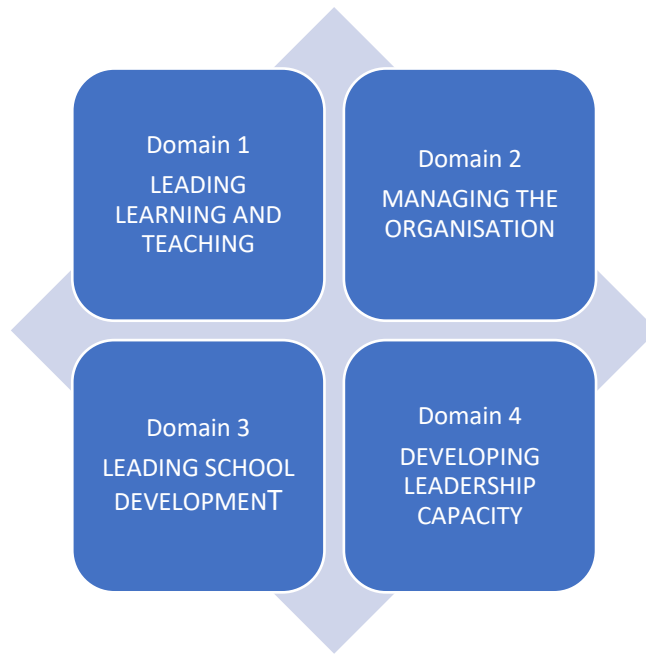 Domain 1
LEADING
LEARNING AND
TEACHING
Domain 2
MANAGING THE
ORGANISATION
Domain 3
LEADING SCHOOL
DEVELOPMENT
Domain 4
DEVELOPING
LEADERSHIP
CAPACITY